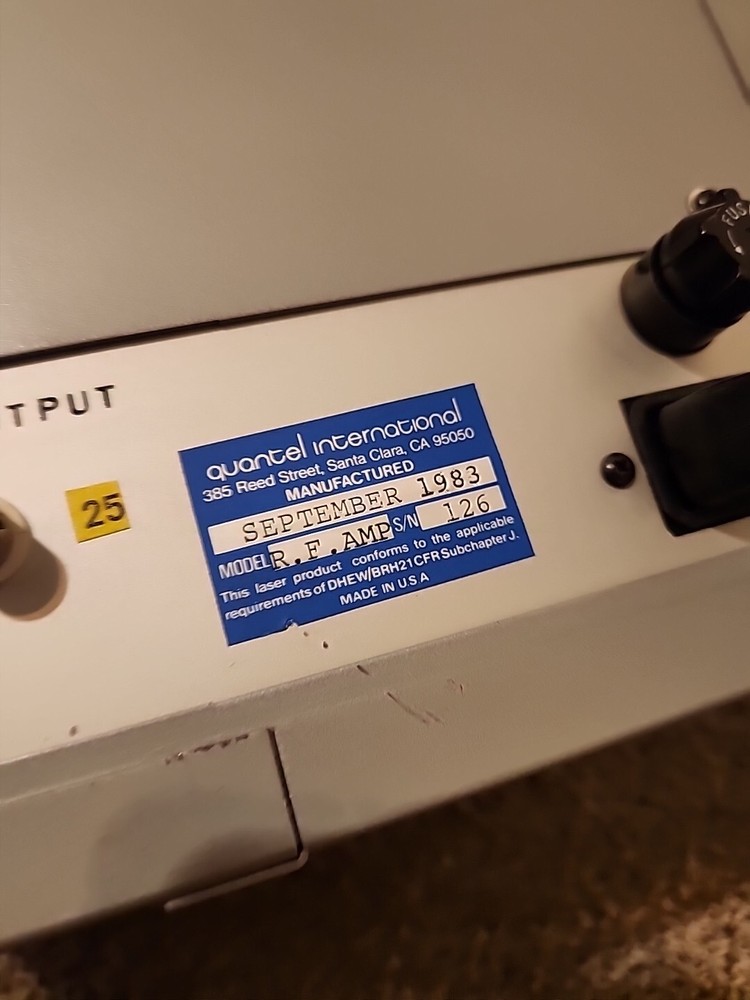 FUS
TPUT
25
quantel international
385 Reed Street, Santa Clara, CA 95050
MANUFACTURED
SEPTEMBER 1983
MODEL R.F.AMP S/N 126
This laser product conforms to the applicable
requirements of DHEW/BRH21CFR Subchapter J.
MADE IN U.S A